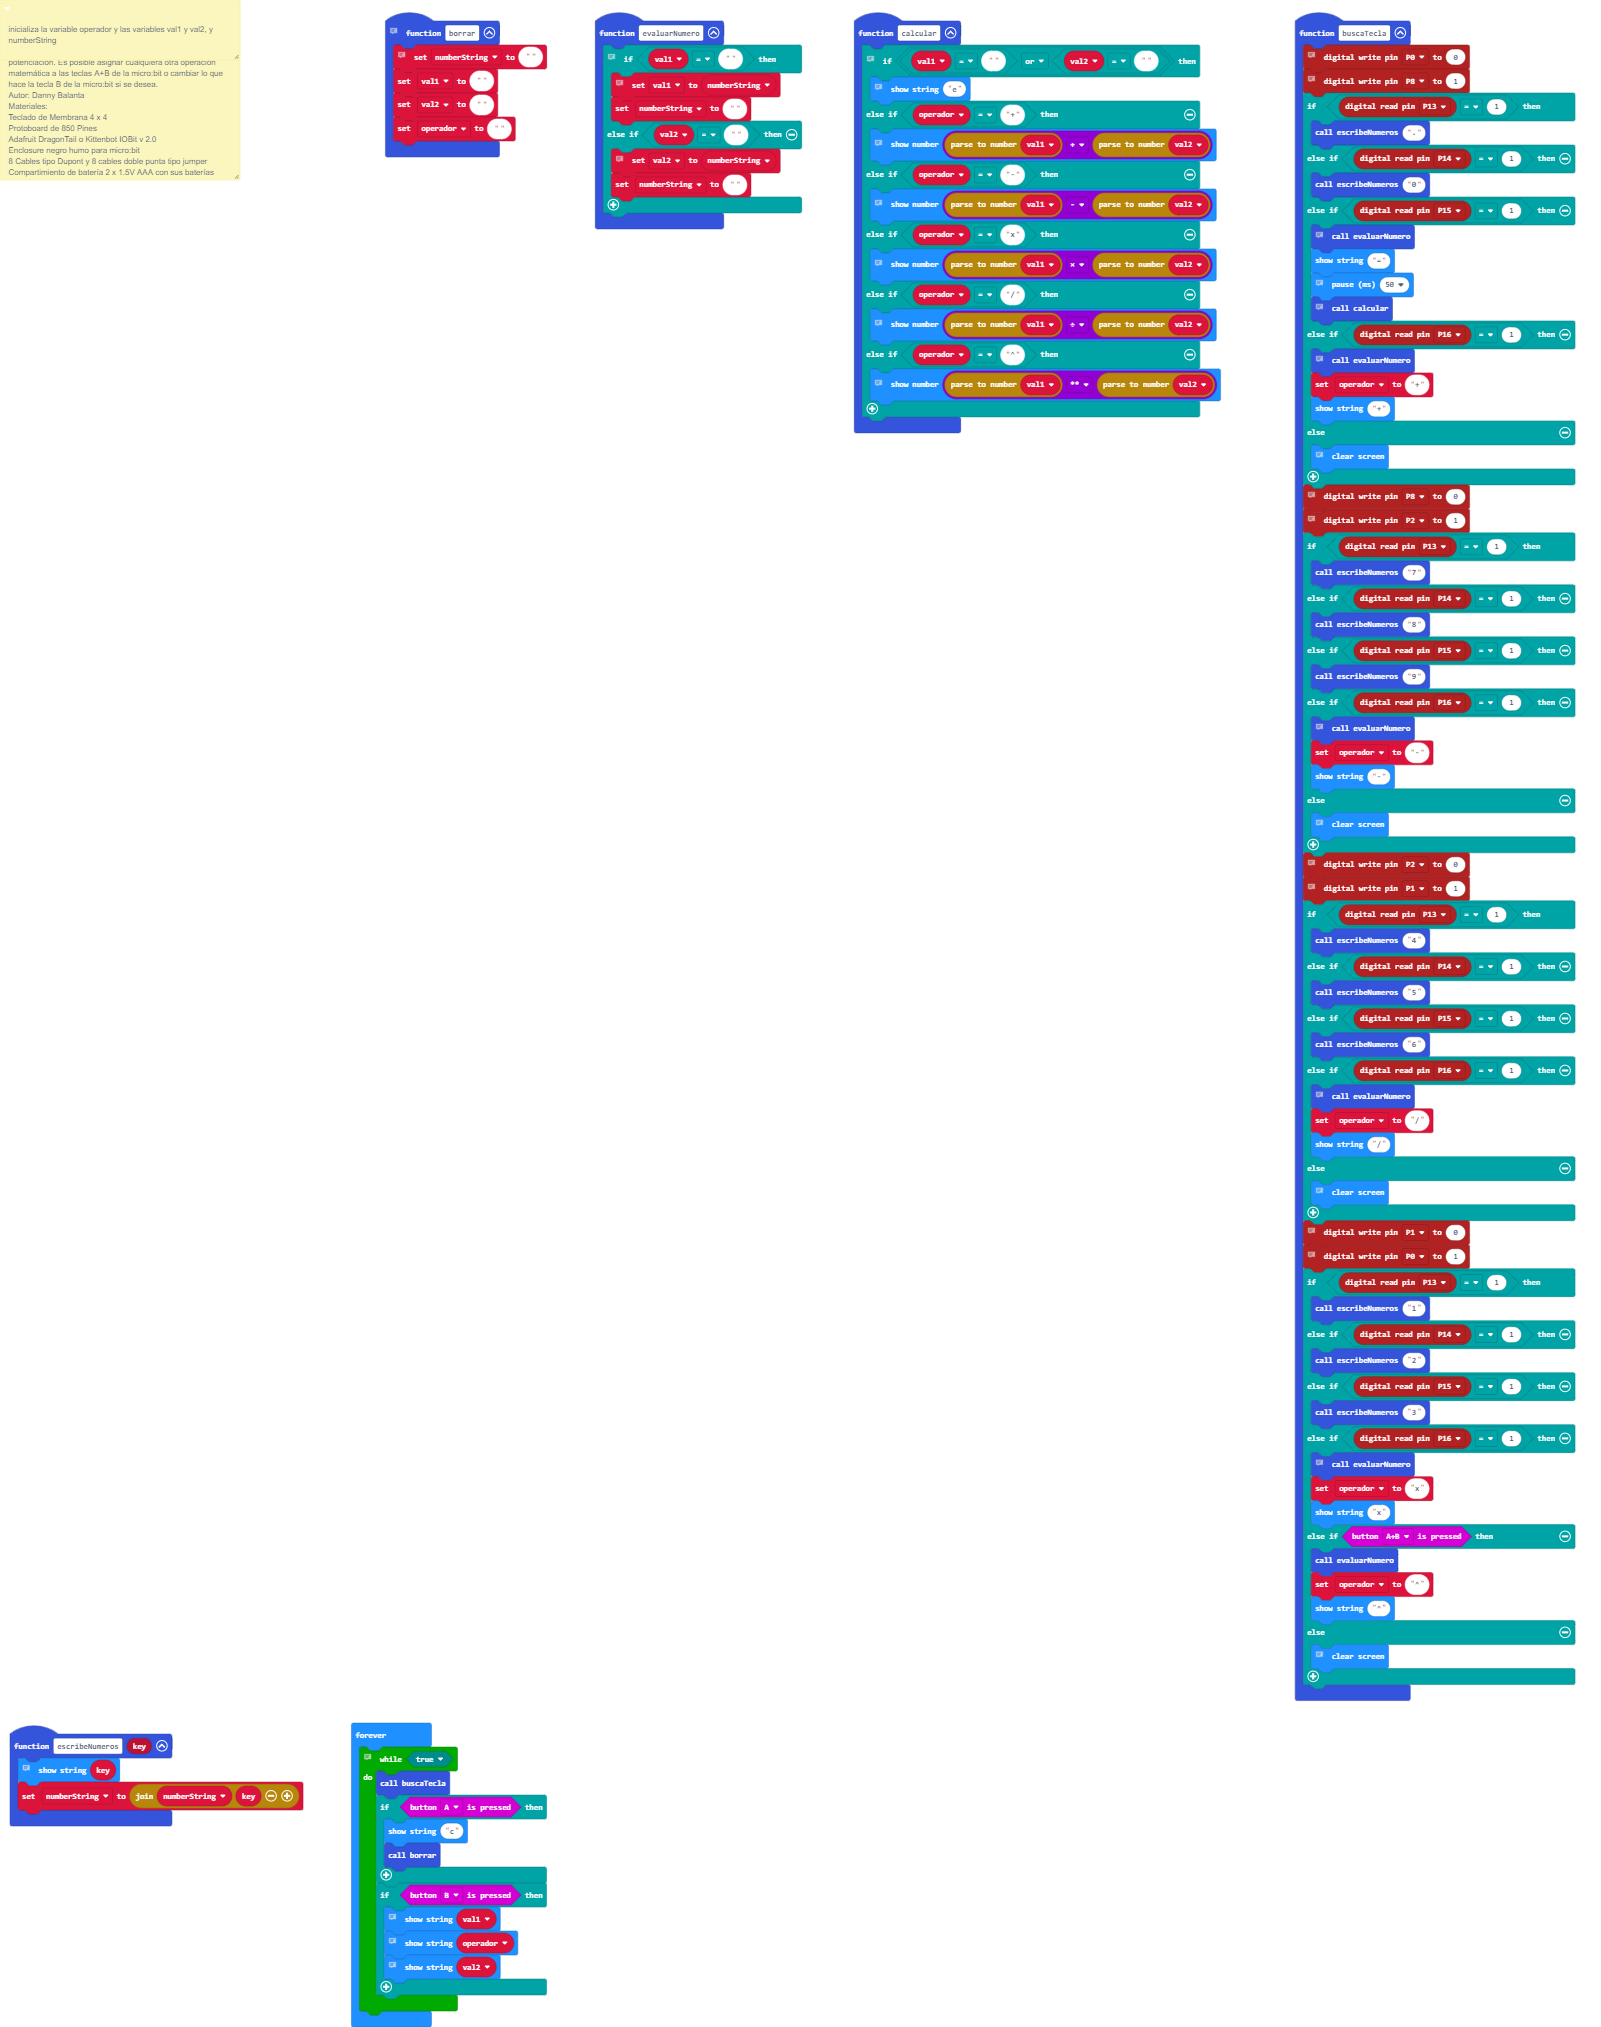 inicializa la variable operador y las variables val1 y val2, y
numberString
potenciación. Es posible asignar cualquiera otra operación
matemática a las teclas A+B de la micro:bit o cambiar lo que
hace la tecla B de la micro:bit si se desea.
Autor: Danny Balanta
Materiales:
Teclado de Membrana 4 x 4
Protoboard de 850 Pines
Adafruit DragonTail o Kittenbot IOBit v 2.0
Enclosure negro humo para micro:bit
8 Cables tipo Dupont y 8 cables doble punta tipo jumper
Compartimiento de batería 2 x 1.5V AAA con sus baterías
function borrar
set numberString to " "
set val1 to " "
set val2 to " "
set operador to " "
function evaluarNumero
if val1 = " " then
set val1 to numberString
set numberString to " "
else if val2 = " " then
set val2 to numberString
set numberString to " "
function calcular
if val1 = " " or val2 = " " then
show string "e"
else if operador = "+" then
show number parse to number val1 + parse to number val2
else if operador = "-" then
show number parse to number val1 - parse to number val2
else if operador = "x" then
show number parse to number val1 × parse to number val2
else if operador = "/" then
show number parse to number val1 ÷ parse to number val2
else if operador = "^" then
show number parse to number val1 ** parse to number val2
function buscaTecla
digital write pin P0 to 0
digital write pin P8 to 1
if digital read pin P13 = 1 then
call escribeNumeros "."
else if digital read pin P14 = 1 then
call escribeNumeros "0"
else if digital read pin P15 = 1 then
call evaluarNumero
show string "="
pause (ms) 50
call calcular
else if digital read pin P16 = 1 then
call evaluarNumero
set operador to "+"
show string "+"
else
clear screen
digital write pin P8 to 0
digital write pin P2 to 1
if digital read pin P13 = 1 then
call escribeNumeros "7"
else if digital read pin P14 = 1 then
call escribeNumeros "8"
else if digital read pin P15 = 1 then
call escribeNumeros "9"
else if digital read pin P16 = 1 then
call evaluarNumero
set operador to "-"
show string "-"
else
clear screen
digital write pin P2 to 0
digital write pin P1 to 1
if digital read pin P13 = 1 then
call escribeNumeros "4"
else if digital read pin P14 = 1 then
call escribeNumeros "5"
else if digital read pin P15 = 1 then
call escribeNumeros "6"
else if digital read pin P16 = 1 then
call evaluarNumero
set operador to "/"
show string "/"
else
clear screen
digital write pin P1 to 0
digital write pin P0 to 1
if digital read pin P13 = 1 then
call escribeNumeros "1"
else if digital read pin P14 = 1 then
call escribeNumeros "2"
else if digital read pin P15 = 1 then
call escribeNumeros "3"
else if digital read pin P16 = 1 then
call evaluarNumero
set operador to "x"
show string "x"
else if button A+B is pressed then
call evaluarNumero
set operador to "^"
show string "^"
else
clear screen
function escribeNumeros key
show string key
set numberString to join numberString key
forever
while true
do
call buscaTecla
if button A is pressed then
show string "c"
call borrar
if button B is pressed then
show string val1
show string operador
show string val2